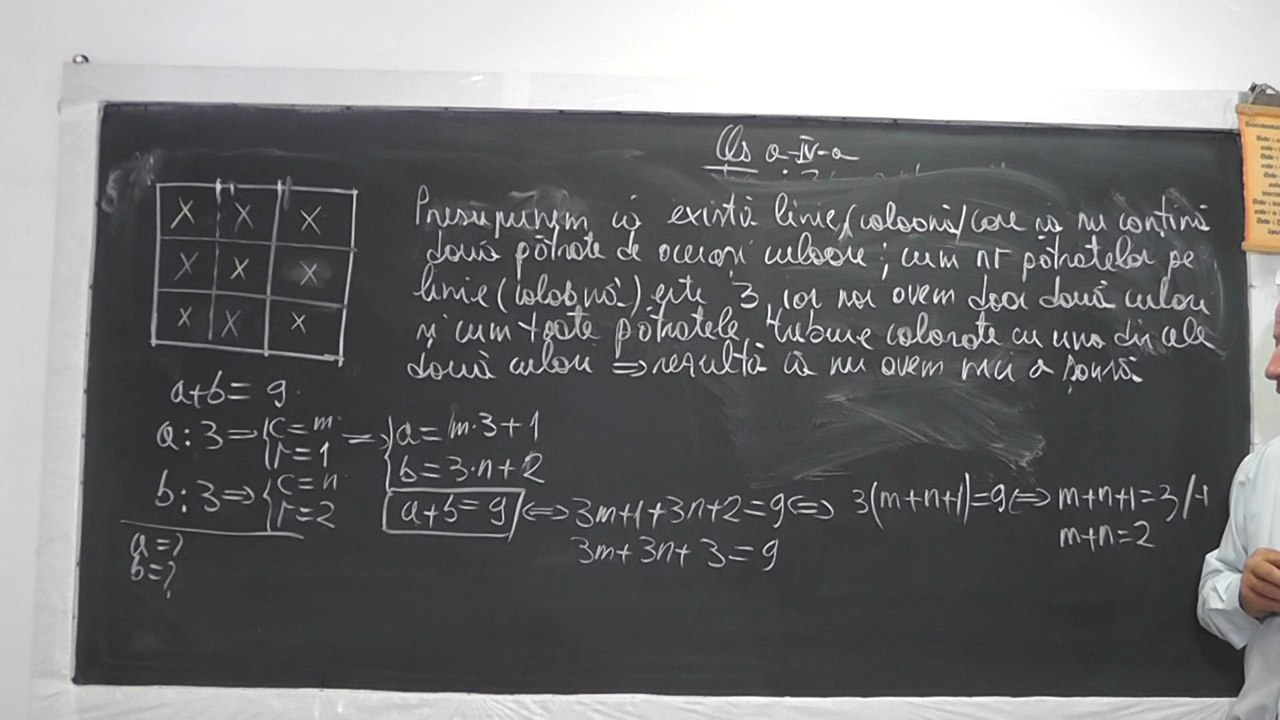 Cls a-IV-a
X X X
X X X
X X X
Presupunem că există linie/coloană/care să nu conțină
două pătrate de aceeași culoare; cum nr pătratelor pe
linie (coloană) este 3, iar noi avem doar două culori
și cum toate pătratele trebuie colorate cu una din cele
două culori ⇒ rezultă că nu avem nici o
a+b= 9
a:3⇒{c=m r=1 ⇒ {a= m·3+1
b:3⇒{c=n r=2 b=3·n+2
a+b=9 ⇔ 3m+1+3n+2=9⇔ 3(m+n+1)=9⇔ m+n+1=3/-1
3m+3n+3=9 m+n=2
a=?
b=?